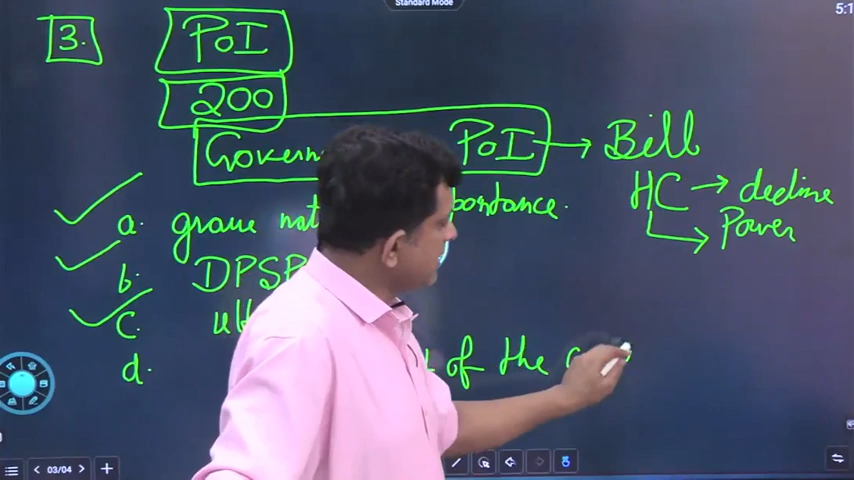 Standard Mode
5:1
3.
PoI
200
Govern PoI → Bill
HC → decline
Power
a. grave nat portance.
b. DPSP
c. ult
d. of the
03/04